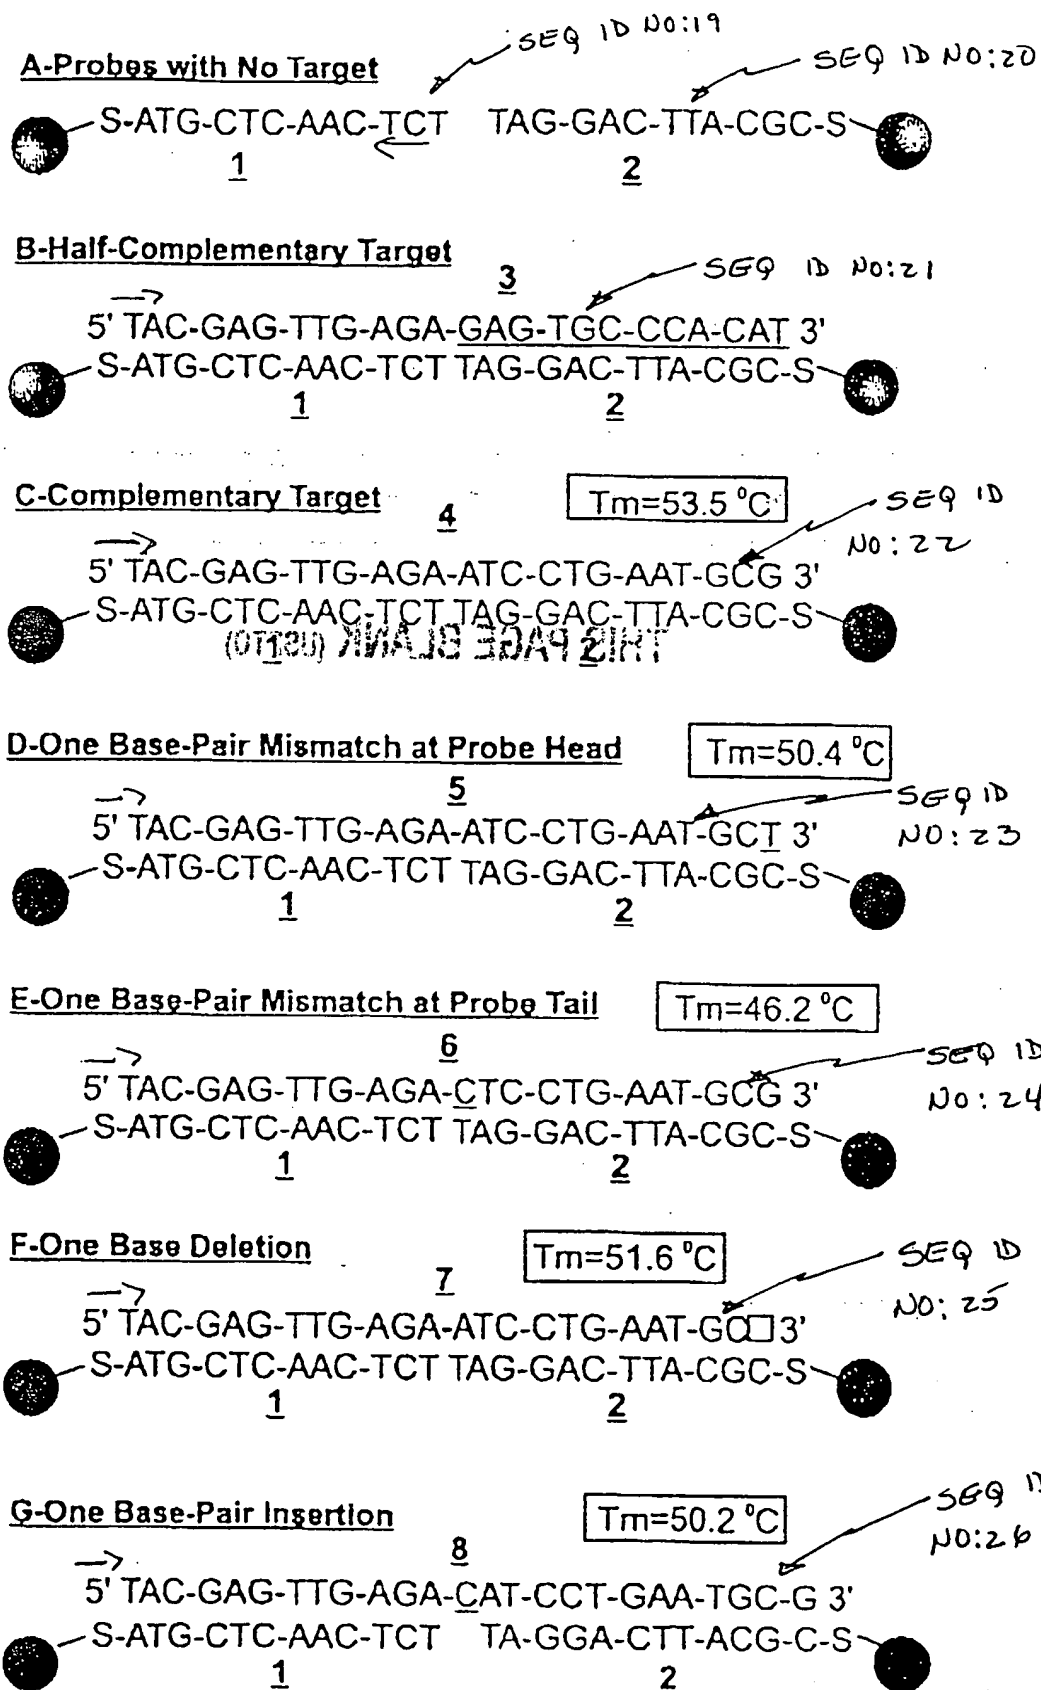 SEQ ID NO:19
A-Probes with No Target
SEQ ID NO:20
S-ATG-CTC-AAC-TCT TAG-GAC-TTA-CGC-S
1 2
B-Half-Complementary Target
3
SEQ ID NO:21
5' TAC-GAG-TTG-AGA-GAG-TGC-CCA-CAT 3'
S-ATG-CTC-AAC-TCT TAG-GAC-TTA-CGC-S
1 2
C-Complementary Target
4
Tm=53.5 °C
SEQ ID
NO:22
5' TAC-GAG-TTG-AGA-ATC-CTG-AAT-GCG 3'
S-ATG-CTC-AAC-TCT TAG-GAC-TTA-CGC-S
1 2
THIS PAGE BLANK (USPTO)
D-One Base-Pair Mismatch at Probe Head
Tm=50.4 °C
5
SEQ ID
NO:23
5' TAC-GAG-TTG-AGA-ATC-CTG-AAT-GCT 3'
S-ATG-CTC-AAC-TCT TAG-GAC-TTA-CGC-S
1 2
E-One Base-Pair Mismatch at Probe Tail
Tm=46.2 °C
6
SEQ ID
NO:24
5' TAC-GAG-TTG-AGA-CTC-CTG-AAT-GCG 3'
S-ATG-CTC-AAC-TCT TAG-GAC-TTA-CGC-S
1 2
F-One Base Deletion
Tm=51.6 °C
7
SEQ ID
NO:25
5' TAC-GAG-TTG-AGA-ATC-CTG-AAT-GC□ 3'
S-ATG-CTC-AAC-TCT TAG-GAC-TTA-CGC-S
1 2
G-One Base-Pair Insertion
Tm=50.2 °C
8
SEQ ID
NO:26
5' TAC-GAG-TTG-AGA-CAT-CCT-GAA-TGC-G 3'
S-ATG-CTC-AAC-TCT TA-GGA-CTT-ACG-C-S
1 2